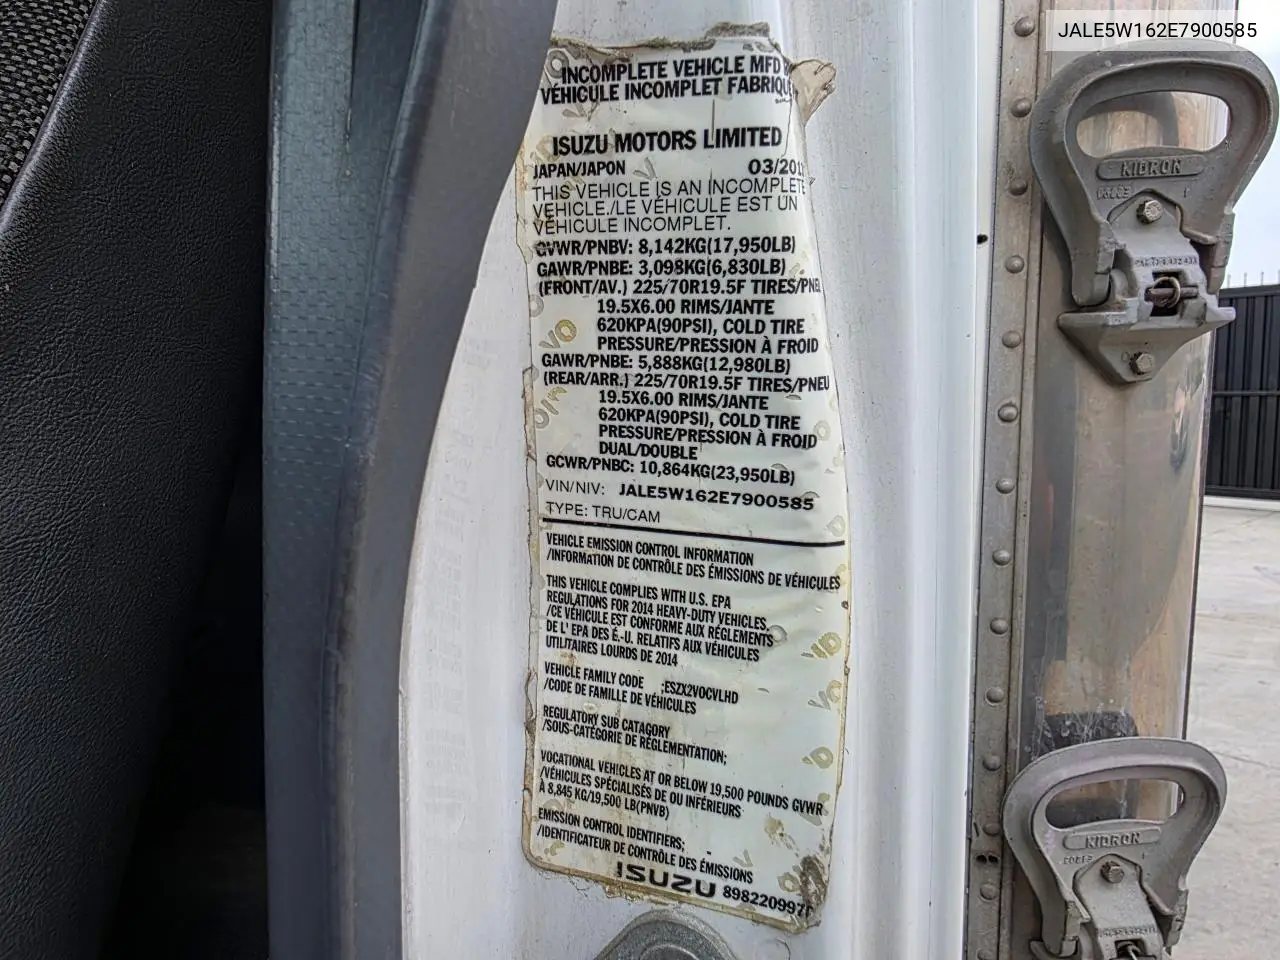 JALE5W162E7900585
INCOMPLETE VEHICLE MFD
VÉHICULE INCOMPLET FABRIQUÉ
ISUZU MOTORS LIMITED
JAPAN/JAPON 03/201
THIS VEHICLE IS AN INCOMPLETE
VEHICLE./LE VÉHICULE EST UN
VÉHICULE INCOMPLET.
GVWR/PNBV: 8,142KG(17,950LB)
GAWR/PNBE: 3,098KG(6,830LB)
(FRONT/AV.) 225/70R19.5F TIRES/PNEU
19.5X6.00 RIMS/JANTE
620KPA(90PSI), COLD TIRE
PRESSURE/PRESSION À FROID
GAWR/PNBE: 5,888KG(12,980LB)
(REAR/ARR.) 225/70R19.5F TIRES/PNEU
19.5X6.00 RIMS/JANTE
620KPA(90PSI), COLD TIRE
PRESSURE/PRESSION À FROID
DUAL/DOUBLE
GCWR/PNBC: 10,864KG(23,950LB)
VIN/NIV: JALE5W162E7900585
TYPE: TRU/CAM
VEHICLE EMISSION CONTROL INFORMATION
/INFORMATION DE CONTRÔLE DES ÉMISSIONS DE VÉHICULES
THIS VEHICLE COMPLIES WITH U.S. EPA
REGULATIONS FOR 2014 HEAVY-DUTY VEHICLES.
/CE VÉHICULE EST CONFORME AUX RÉGLEMENTS
DE L' EPA DES É.-U. RELATIFS AUX VÉHICULES
UTILITAIRES LOURDS DE 2014
VEHICLE FAMILY CODE ;ESZX2VOCVLHD
/CODE DE FAMILLE DE VÉHICULES
REGULATORY SUB CATAGORY
/SOUS-CATÉGORIE DE RÉGLEMENTATION;
VOCATIONAL VEHICLES AT OR BELOW 19,500 POUNDS GVWR
/VÉHICULES SPÉCIALISÉS DE OU INFÉRIEURS
À 8,845 KG/19,500 LB(PNVB)
EMISSION CONTROL IDENTIFIERS;
/IDENTIFICATEUR DE CONTRÔLE DES ÉMISSIONS
ISUZU 898220997
KIDRON
KIDRON